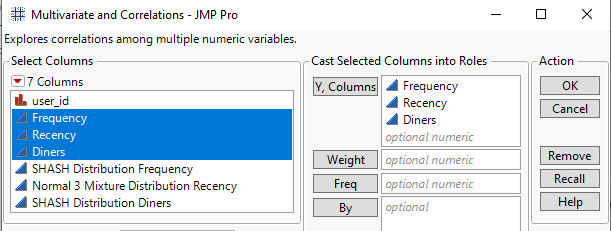 Multivariate and Correlations - JMP Pro
Explores correlations among multiple numeric variables.
Select Columns
7 Columns
user_id
Frequency
Recency
Diners
SHASH Distribution Frequency
Normal 3 Mixture Distribution Recency
SHASH Distribution Diners
Cast Selected Columns into Roles
Y, Columns
Frequency
Recency
Diners
optional numeric
Weight
optional numeric
Freq
optional numeric
By
optional
Action
OK
Cancel
Remove
Recall
Help